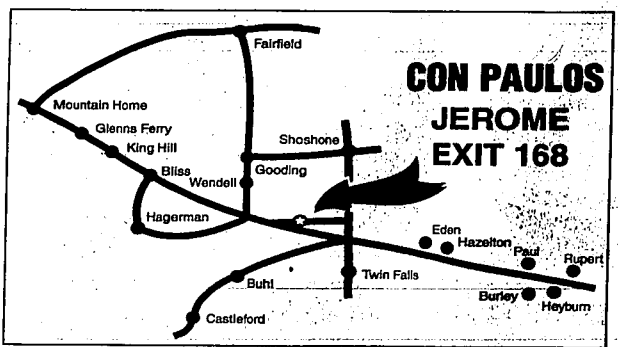 Fairfield
CON PAULOS
JEROME
EXIT 168
Mountain Home
Glenns Ferry
King Hill
Shoshone
Bliss
Gooding
Wendell
Hagerman
Eden
Hazelton
Paul
Rupert
Twin Falls
Buhl
Burley
Heyburn
Castleford